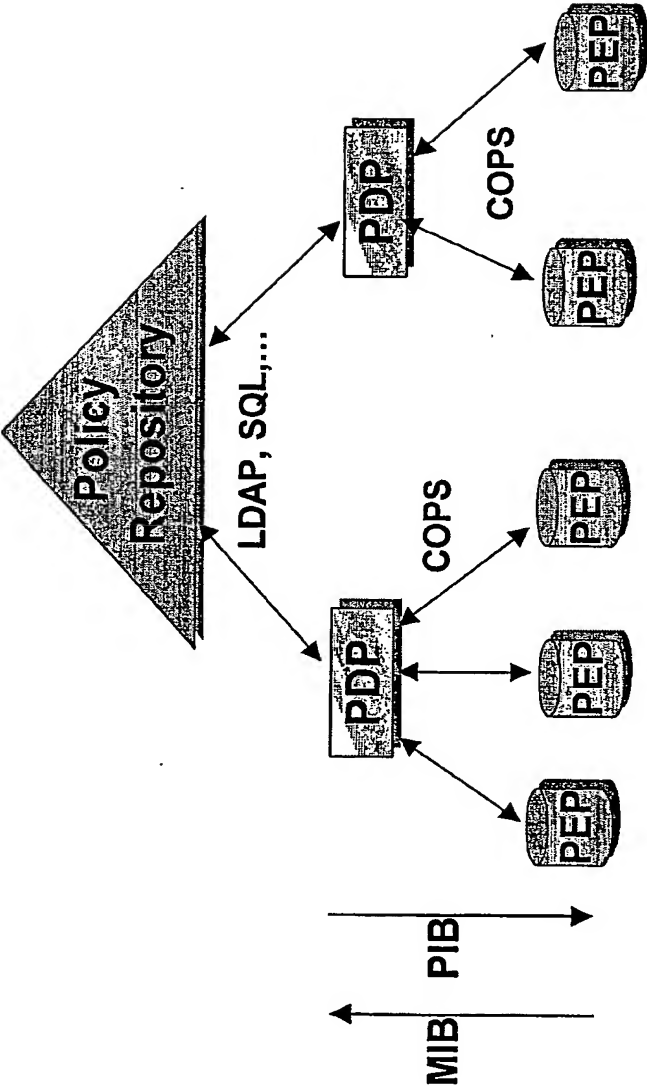 Policy
Repository
LDAP, SQL,...
PDP
PDP
COPS
COPS
PEP
PEP
PEP
PEP
PEP
MIB
PIB